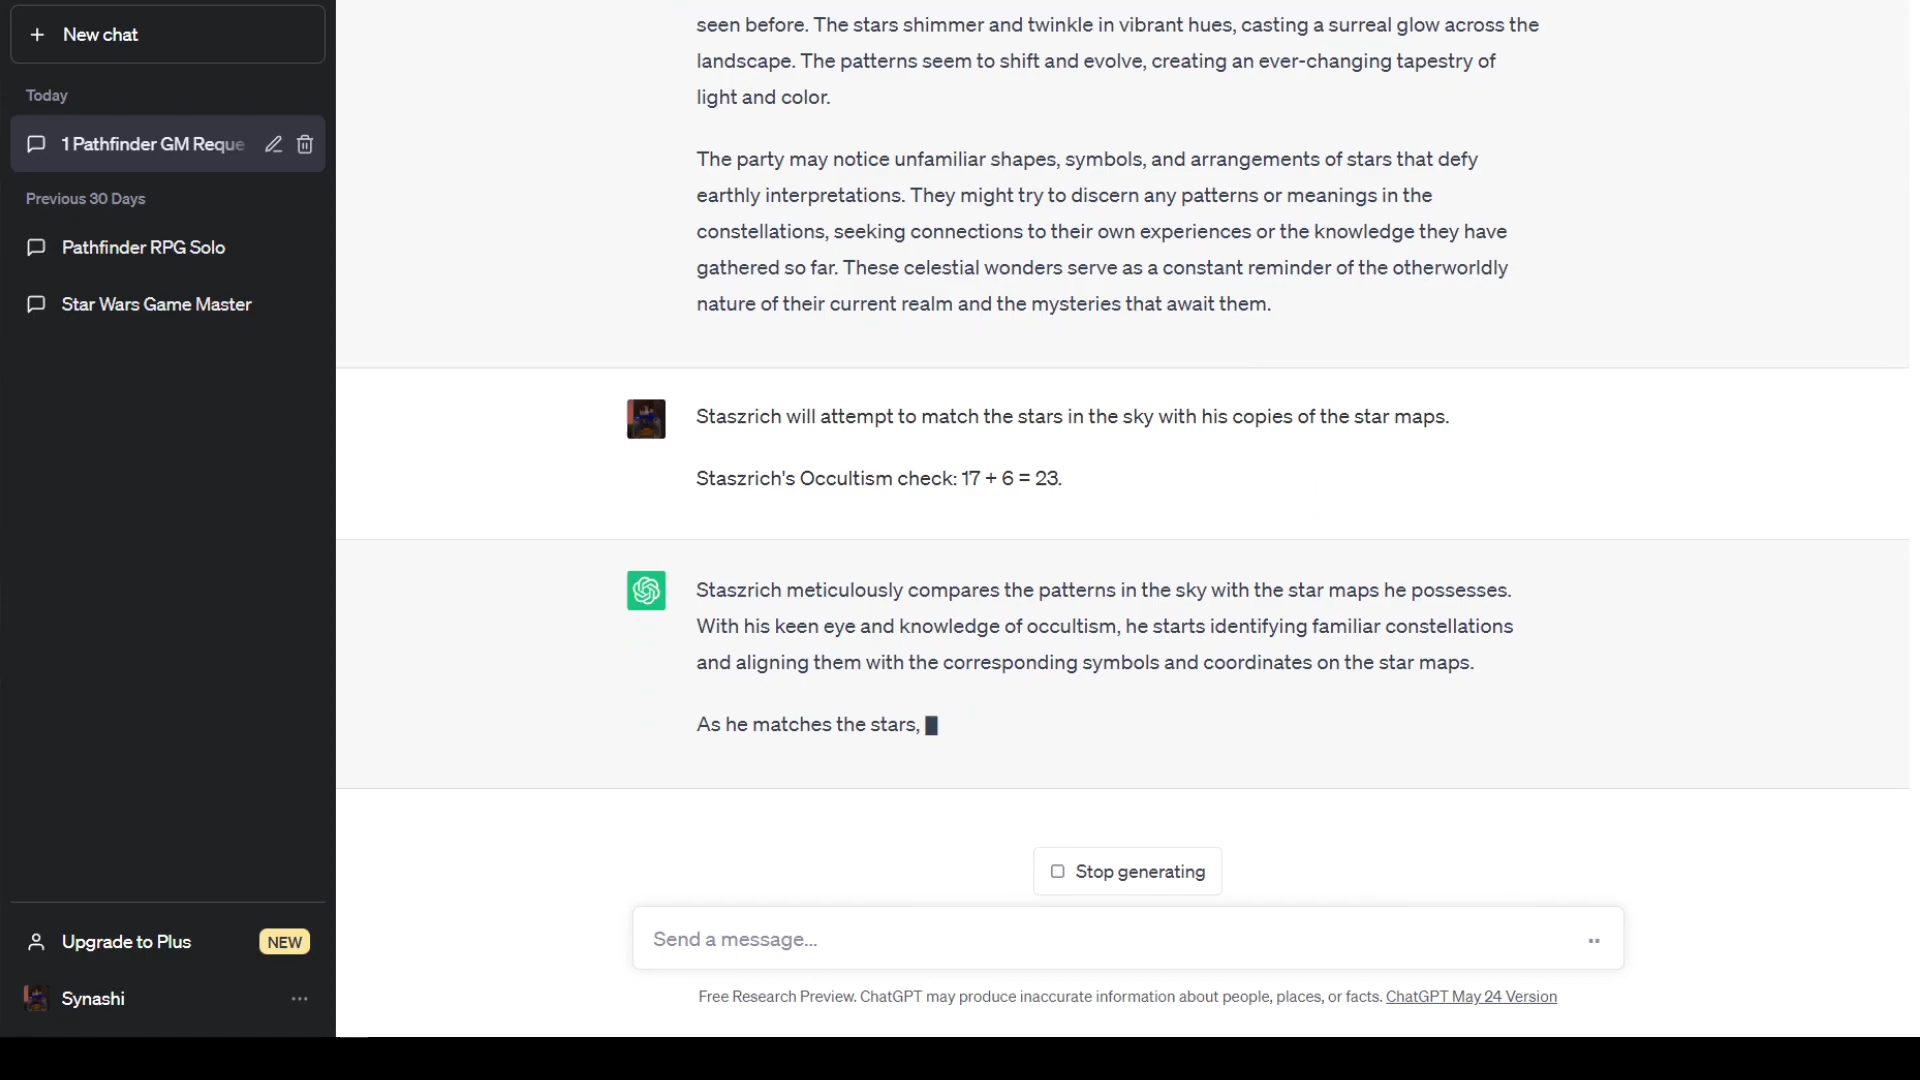 New chat
Today
1 Pathfinder GM Reque
Previous 30 Days
Pathfinder RPG Solo
Star Wars Game Master
Upgrade to Plus
NEW
Synashi
seen before. The stars shimmer and twinkle in vibrant hues, casting a surreal glow across the
landscape. The patterns seem to shift and evolve, creating an ever-changing tapestry of
light and color.
The party may notice unfamiliar shapes, symbols, and arrangements of stars that defy
earthly interpretations. They might try to discern any patterns or meanings in the
constellations, seeking connections to their own experiences or the knowledge they have
gathered so far. These celestial wonders serve as a constant reminder of the otherworldly
nature of their current realm and the mysteries that await them.
Staszrich will attempt to match the stars in the sky with his copies of the star maps.
Staszrich's Occultism check: 17 + 6 = 23.
Staszrich meticulously compares the patterns in the sky with the star maps he possesses.
With his keen eye and knowledge of occultism, he starts identifying familiar constellations
and aligning them with the corresponding symbols and coordinates on the star maps.
As he matches the stars,
Stop generating
Send a message...
Free Research Preview. ChatGPT may produce inaccurate information about people, places, or facts. ChatGPT May 24 Version